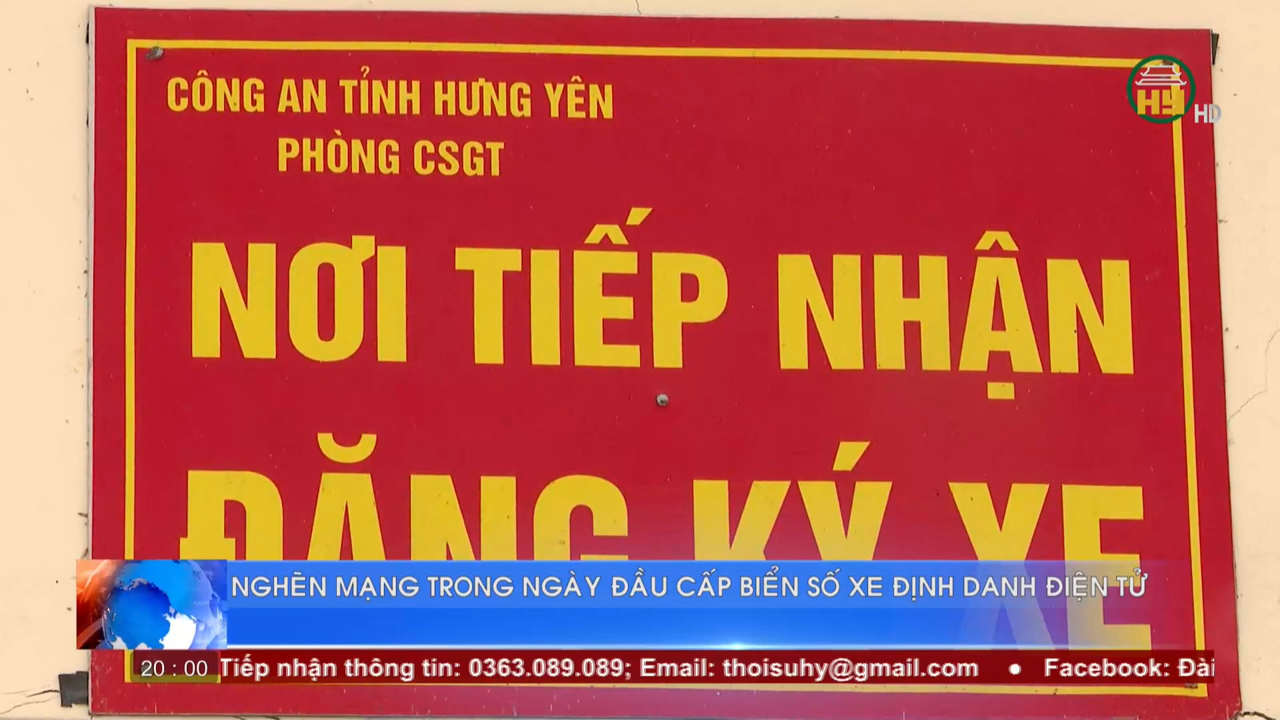 CÔNG AN TỈNH HƯNG YÊN
PHÒNG CSGT
HY HD
NƠI TIẾP NHẬN
ĐĂNG KÝ XE
NGHẼN MẠNG TRONG NGÀY ĐẦU CẤP BIỂN SỐ XE ĐỊNH DANH ĐIỆN TỬ
20 : 00 Tiếp nhận thông tin: 0363.089.089; Email: thoisuhy@gmail.com • Facebook: Đài